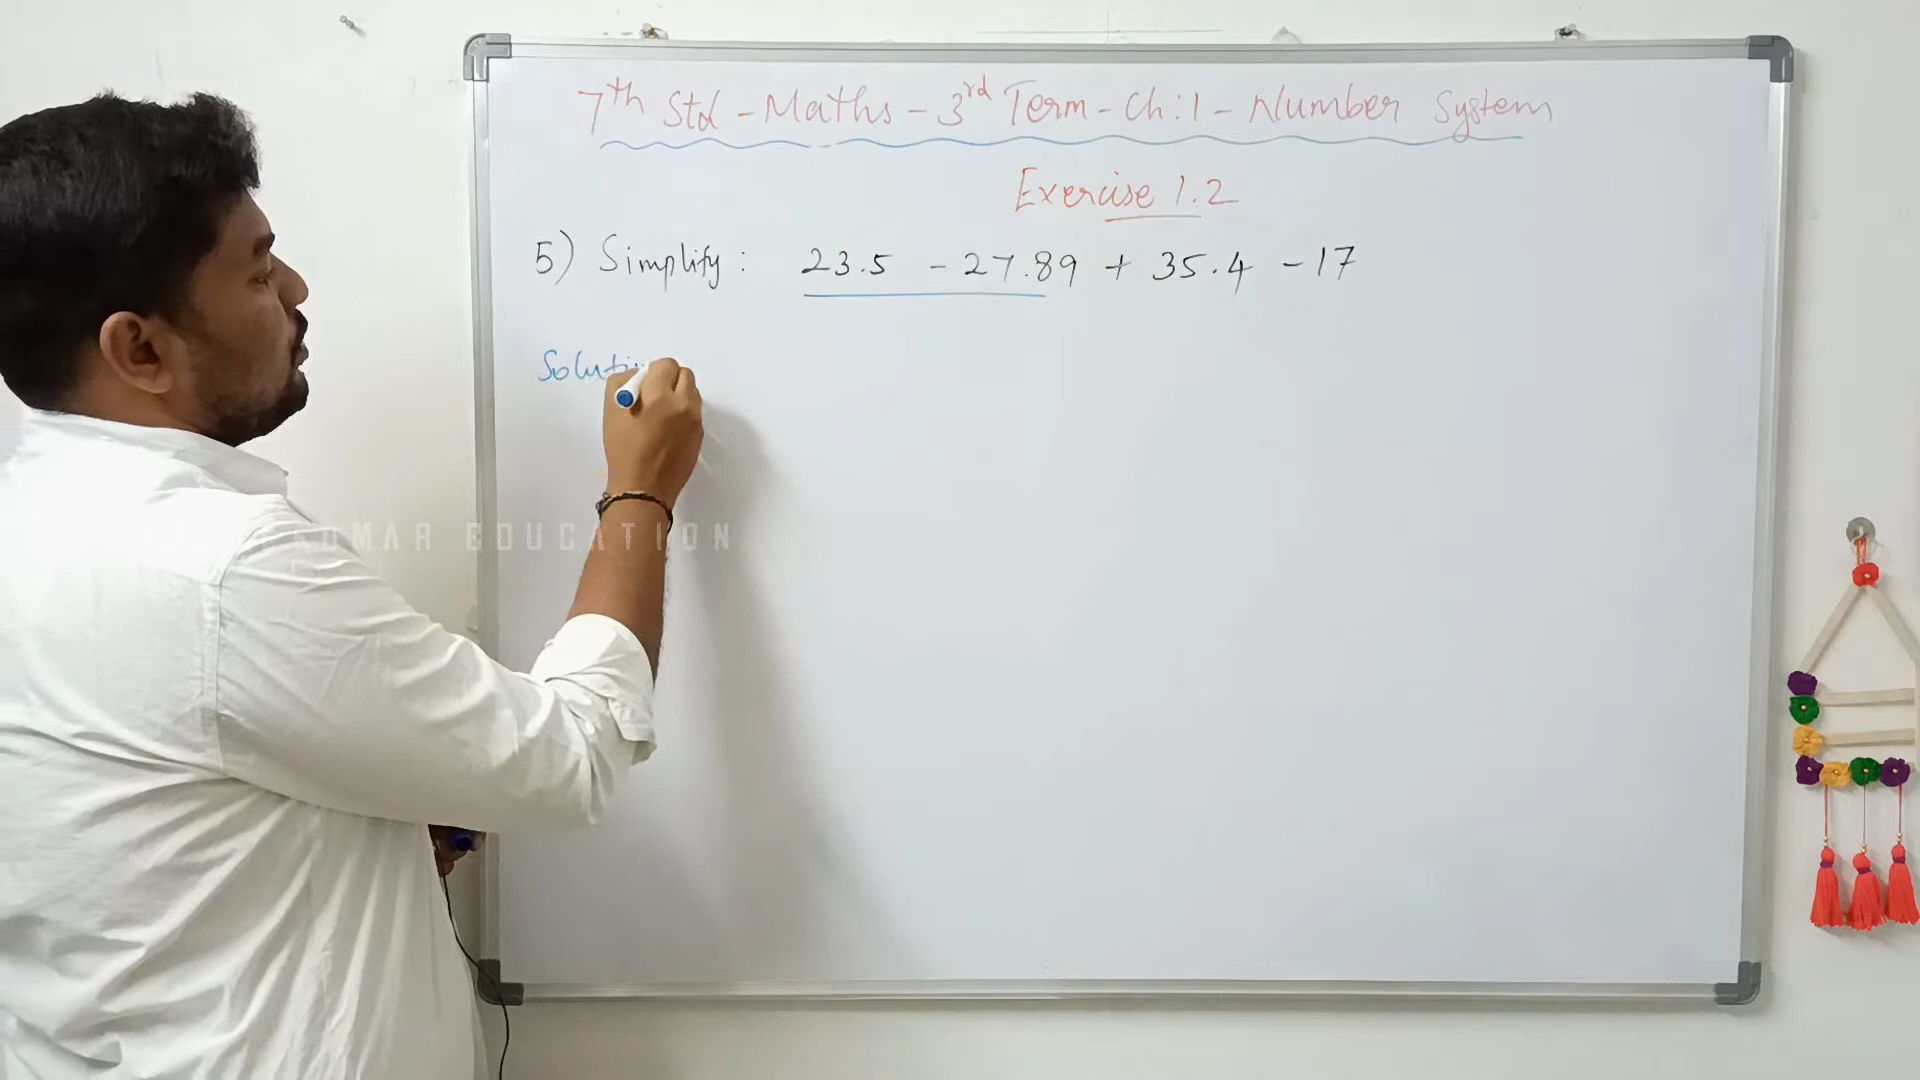 7th Std - Maths - 3rd Term - Ch:1 - Number System
Exercise 1.2
5) Simplify: 23.5 - 27.89 + 35.4 - 17
Soluti
KUMAR EDUCATION